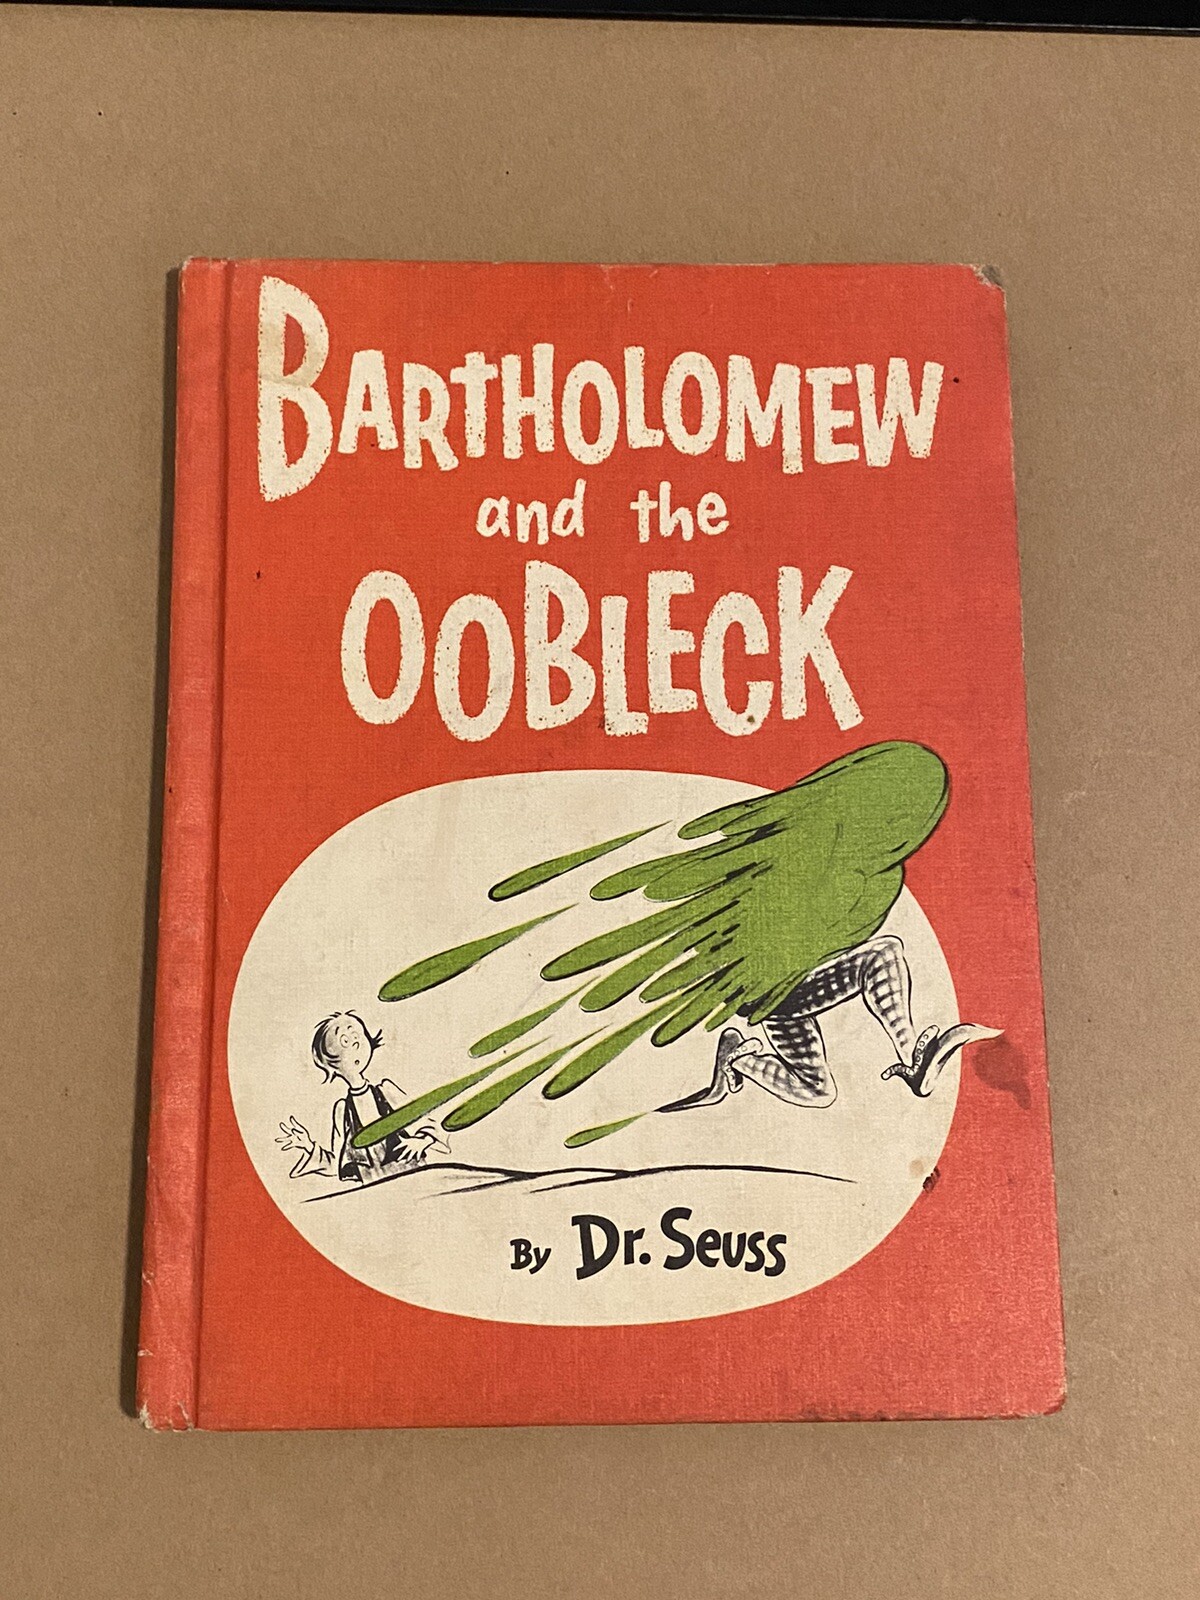 BARTHOLOMEW
and the
OOBLECK
By Dr. Seuss